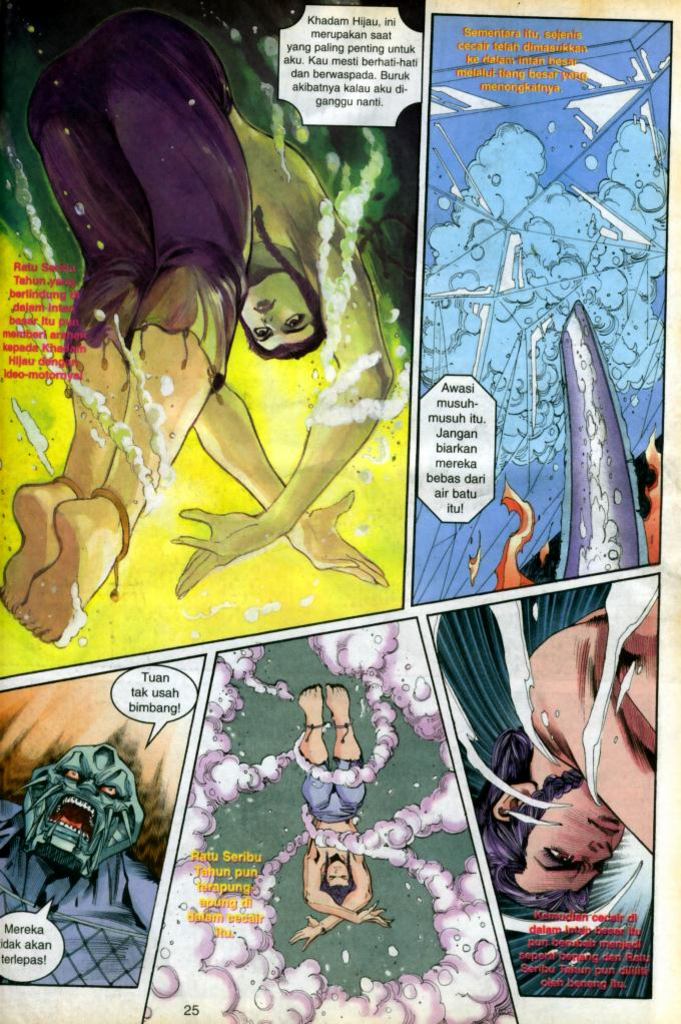 Khadam Hijau, ini
merupakan saat
yang paling penting untuk
aku. Kau mesti berhati-hati
dan berwaspada. Buruk
akibatnya kalau aku di-
ganggu nanti.
Ratu Seribu
Tahun yang
berlindung di
dalam intan
besar itu pun
memberi arahan
kepada Khadam
Hijau dengan
ideo-motornya!
Sementara itu, sejenis
cecair telah dimasukkan
ke dalam intan besar
melalui tiang besar yang
menongkatnya.
Awasi
musuh-
musuh itu.
Jangan
biarkan
mereka
bebas dari
air batu
itu!
Tuan
tak usah
bimbang!
Mereka
tidak akan
terlepas!
Ratu Seribu
Tahun pun
terapung-
apung di
dalam cecair
itu.
Kemudian cecair di
dalam intan besar itu
pun berubah menjadi
seperti benang dan Ratu
Seribu Tahun pun dililiti
oleh benang itu.
25